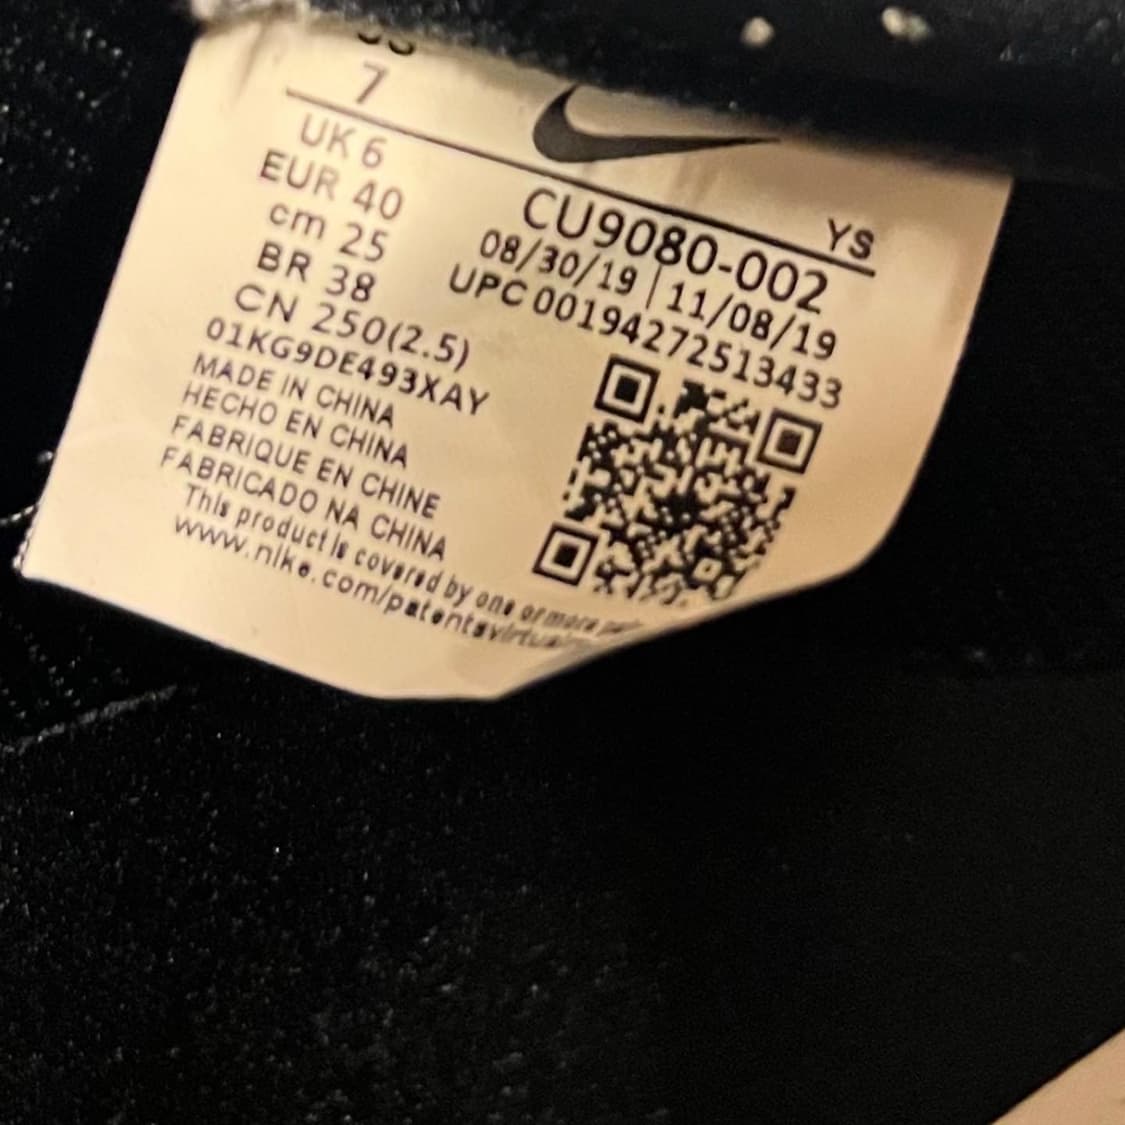 US
7
UK 6
EUR 40
cm 25
BR 38
CN 250(2.5)
01KG9DE493XAY
MADE IN CHINA
HECHO EN CHINA
FABRIQUE EN CHINE
FABRICADO NA CHINA
This product is covered by one or more
www.nike.com/patentsvirtual
YS
CU9080-002
08/30/19 | 11/08/19
UPC 00194272513433